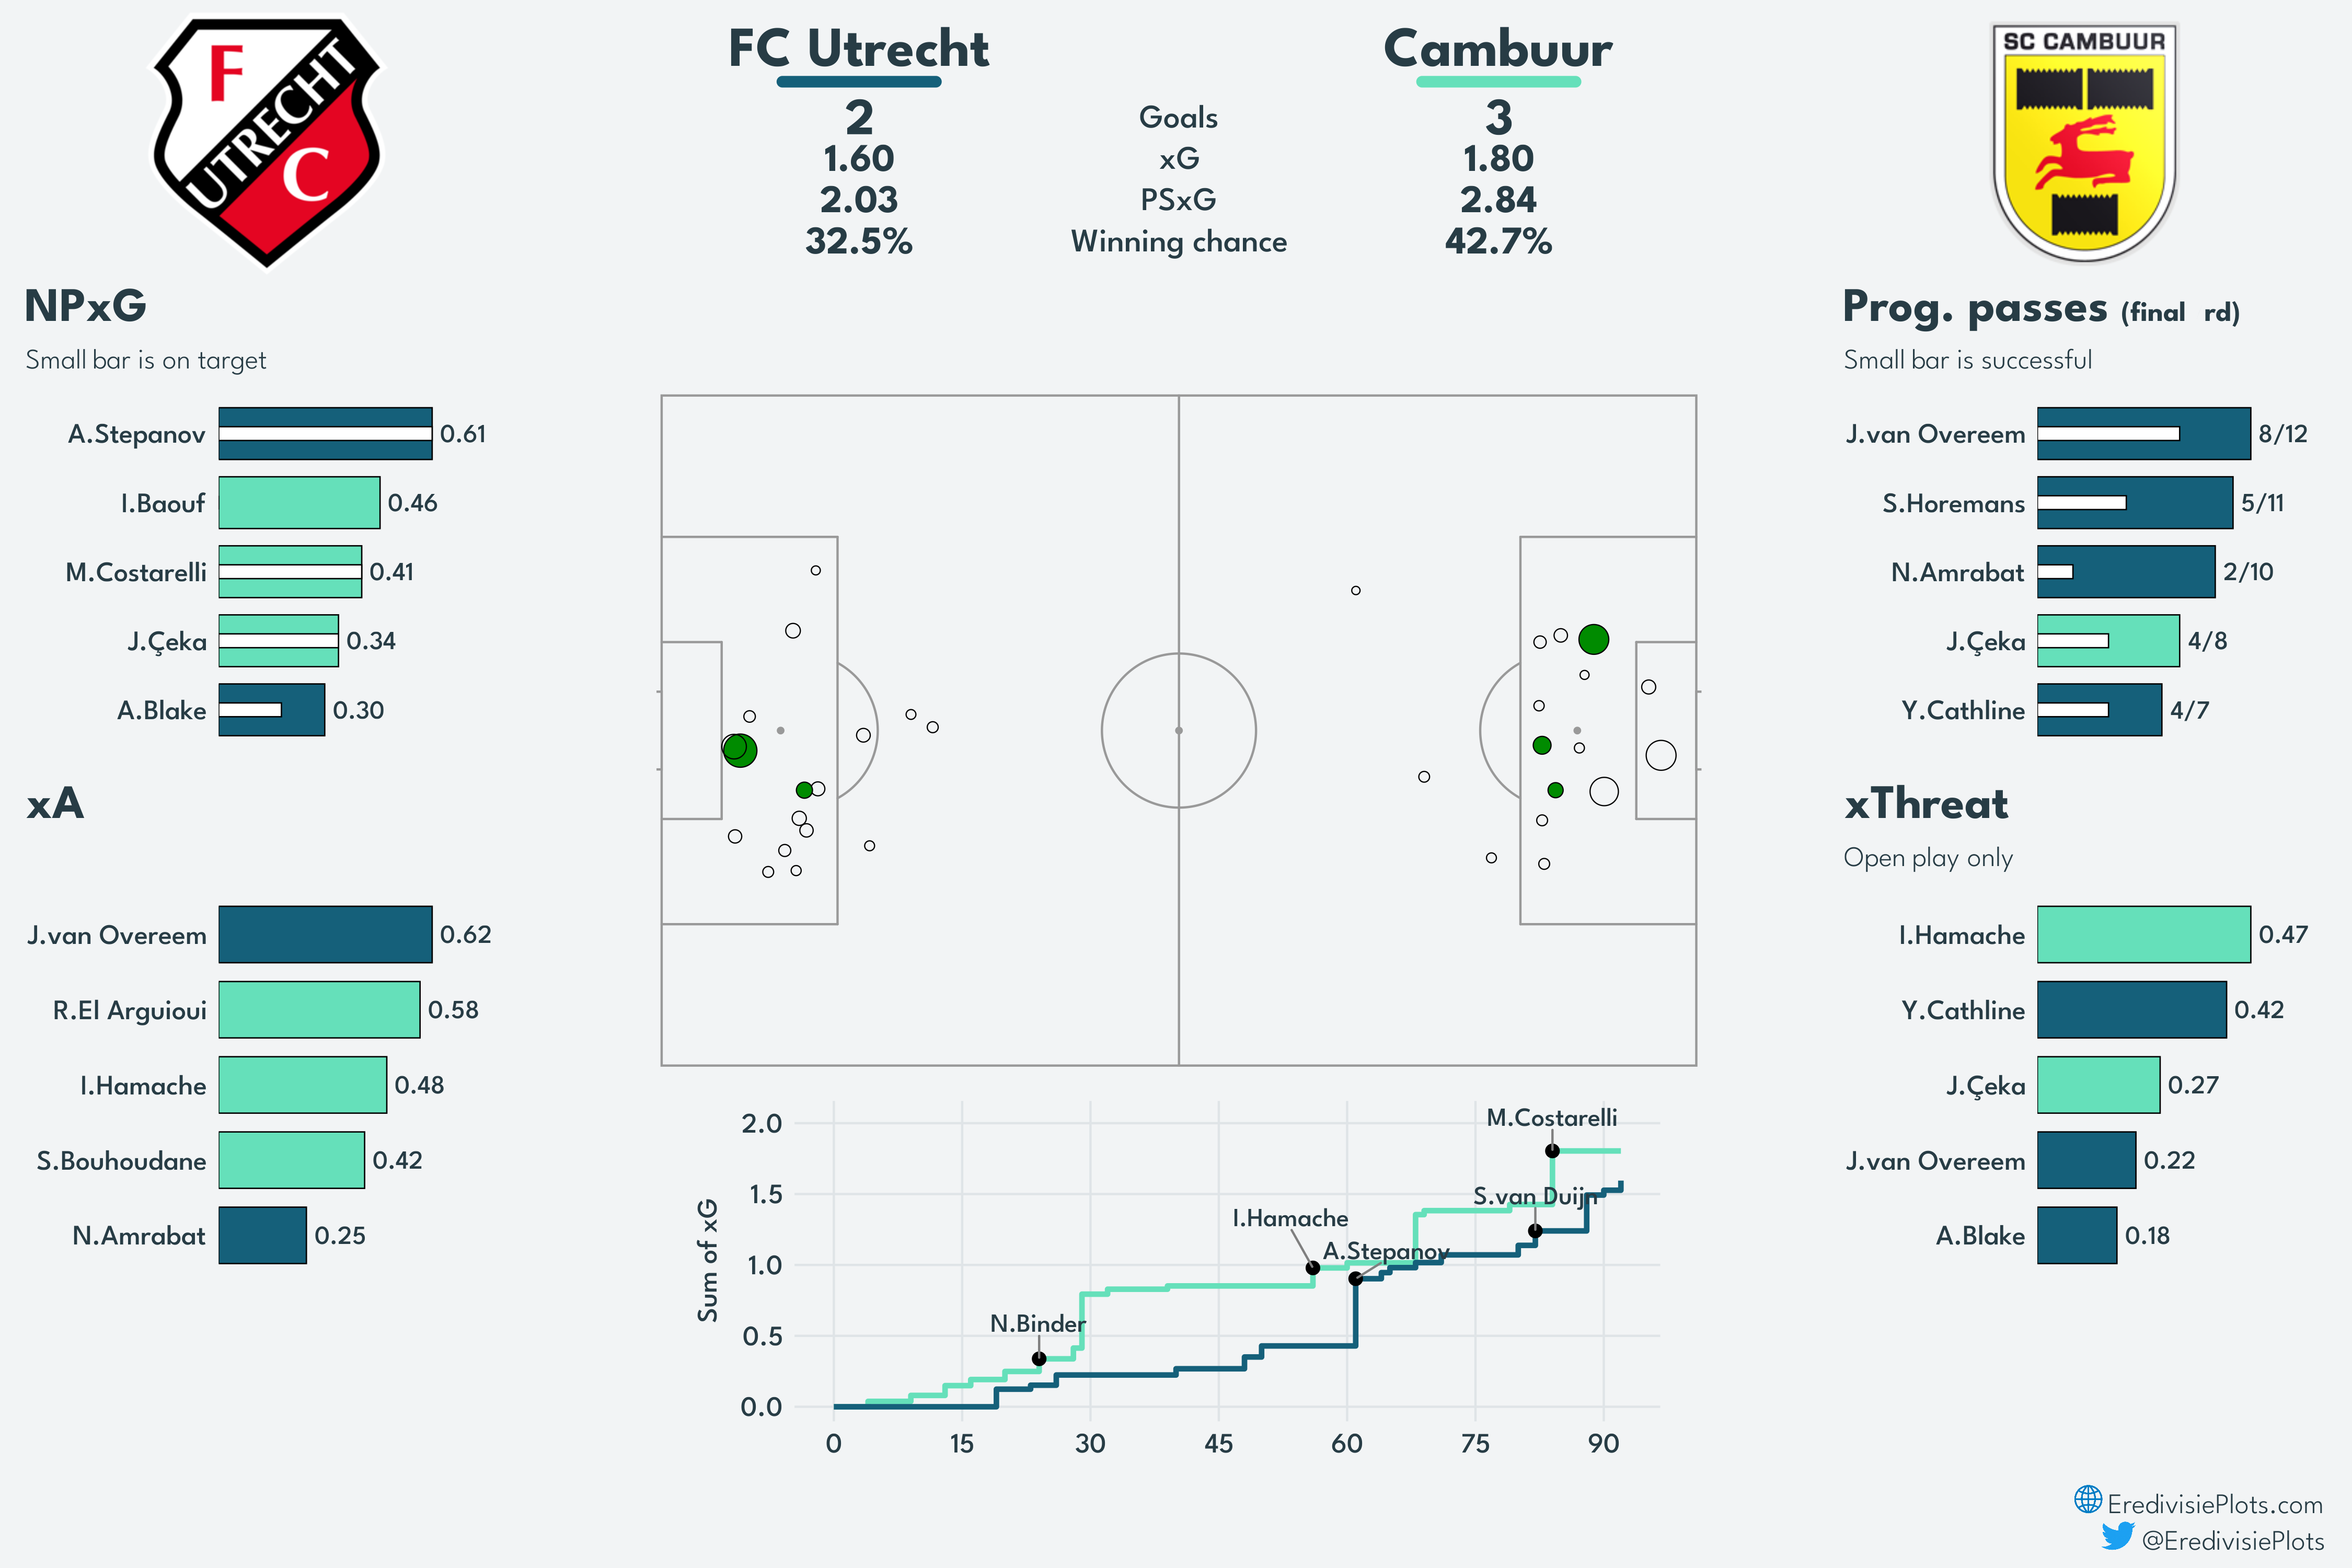 F
UTRECHT
C
FC Utrecht
Cambuur
SC CAMBUUR
2 Goals 3
1.60 xG 1.80
2.03 PSxG 2.84
32.5% Winning chance 42.7%
NPxG
Small bar is on target
A.Stepanov 0.61
I.Baouf 0.46
M.Costarelli 0.41
J.Çeka 0.34
A.Blake 0.30
xA
J.van Overeem 0.62
R.El Arguioui 0.58
I.Hamache 0.48
S.Bouhoudane 0.42
N.Amrabat 0.25
Sum of xG
2.0
1.5
1.0
0.5
0.0
0 15 30 45 60 75 90
N.Binder
I.Hamache
A.Stepanov
S.van Duijn
M.Costarelli
Prog. passes (final rd)
Small bar is successful
J.van Overeem 8/12
S.Horemans 5/11
N.Amrabat 2/10
J.Çeka 4/8
Y.Cathline 4/7
xThreat
Open play only
I.Hamache 0.47
Y.Cathline 0.42
J.Çeka 0.27
J.van Overeem 0.22
A.Blake 0.18
EredivisiePlots.com
@EredivisiePlots